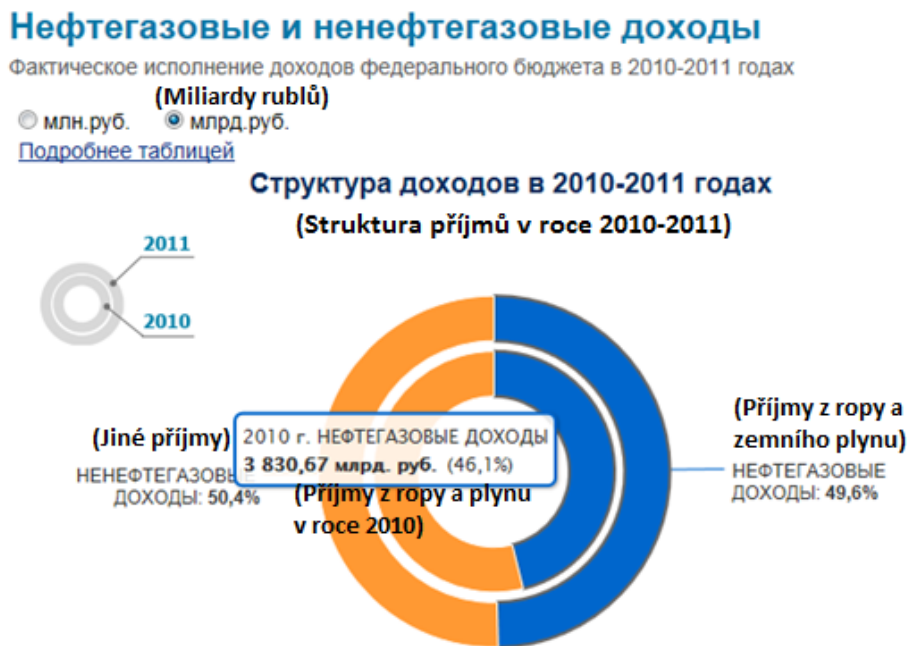 Нефтегазовые и ненефтегазовые доходы
Фактическое исполнение доходов федерального бюджета в 2010-2011 годах
(Miliardy rublů)
млн.руб. млрд.руб.
Подробнее таблицей
Структура доходов в 2010-2011 годах
(Struktura příjmů v roce 2010-2011)
2011
2010
(Jiné příjmy)
НЕНЕФТЕГАЗОВЫЕ
ДОХОДЫ: 50,4%
2010 г. НЕФТЕГАЗОВЫЕ ДОХОДЫ
3 830,67 млрд. руб. (46,1%)
(Příjmy z ropy a plynu
v roce 2010)
(Příjmy z ropy a
zemního plynu)
НЕФТЕГАЗОВЫЕ
ДОХОДЫ: 49,6%